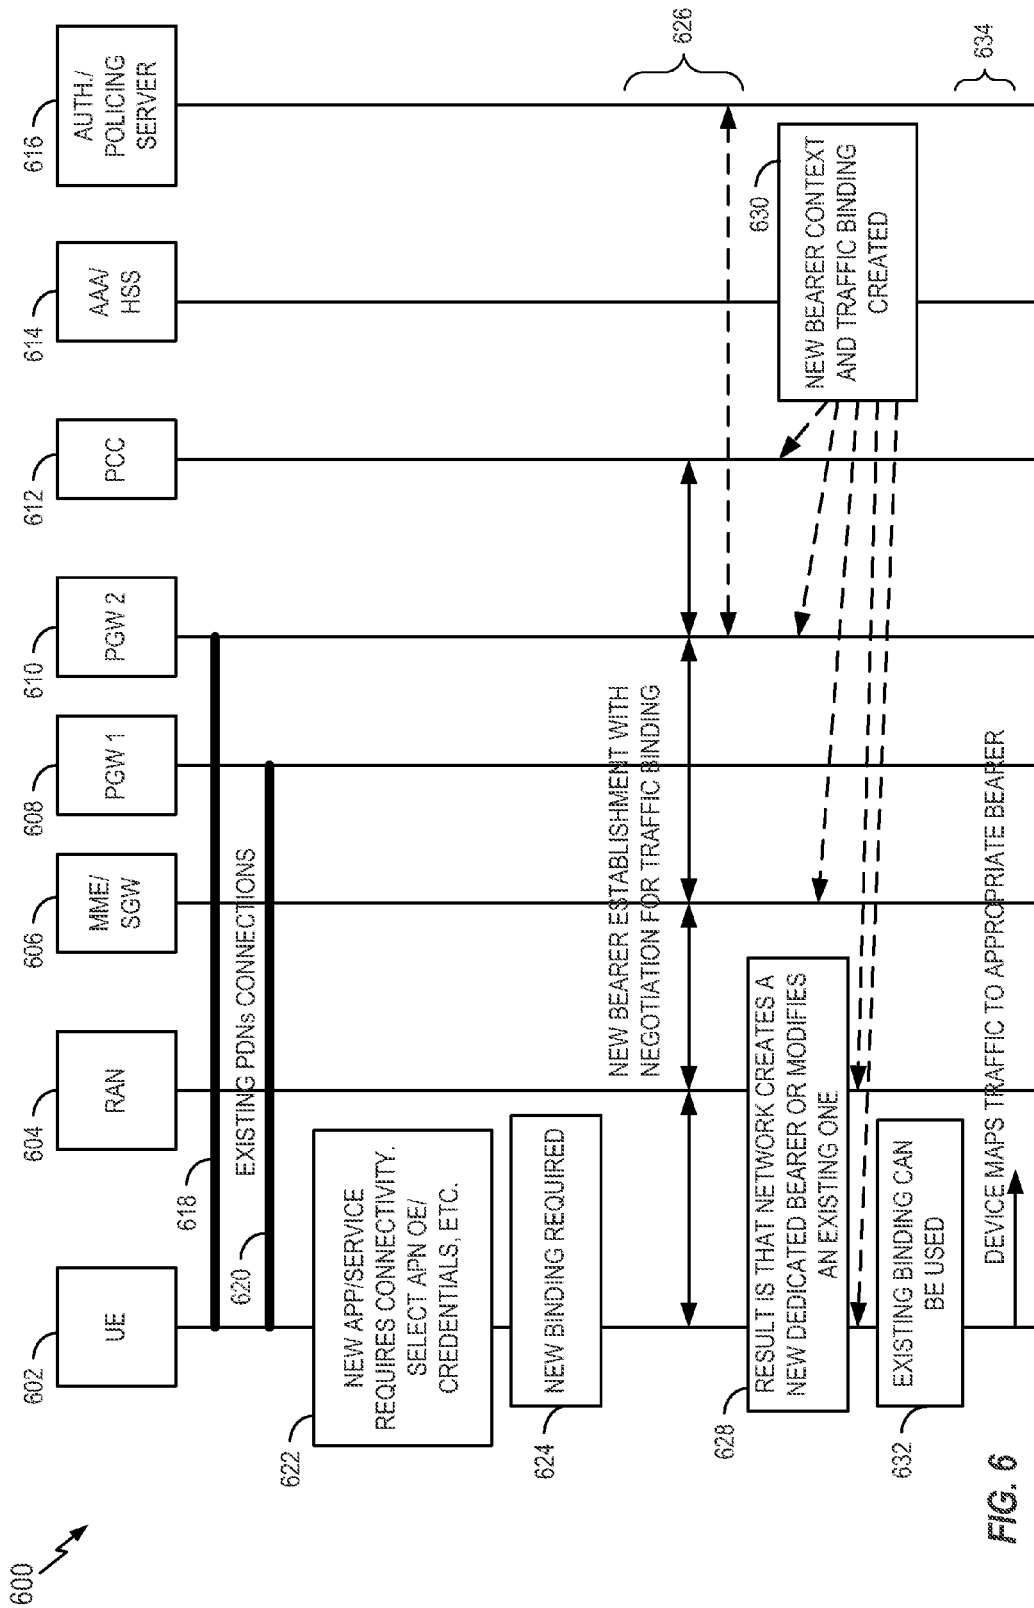 600
602
UE
604
RAN
606
MME/
SGW
608
PGW 1
610
PGW 2
612
PCC
614
AAA/
HSS
616
AUTH./
POLICING
SERVER
618
EXISTING PDNs CONNECTIONS
620
622
NEW APP/SERVICE
REQUIRES CONNECTIVITY.
SELECT APN OE/
CREDENTIALS, ETC.
624
NEW BINDING REQUIRED
NEW BEARER ESTABLISHMENT WITH
NEGOTIATION FOR TRAFFIC BINDING
626
628
RESULT IS THAT NETWORK CREATES A
NEW DEDICATED BEARER OR MODIFIES
AN EXISTING ONE.
630
NEW BEARER CONTEXT
AND TRAFFIC BINDING
CREATED
632
EXISTING BINDING CAN
BE USED
DEVICE MAPS TRAFFIC TO APPROPRIATE BEARER
634
FIG. 6